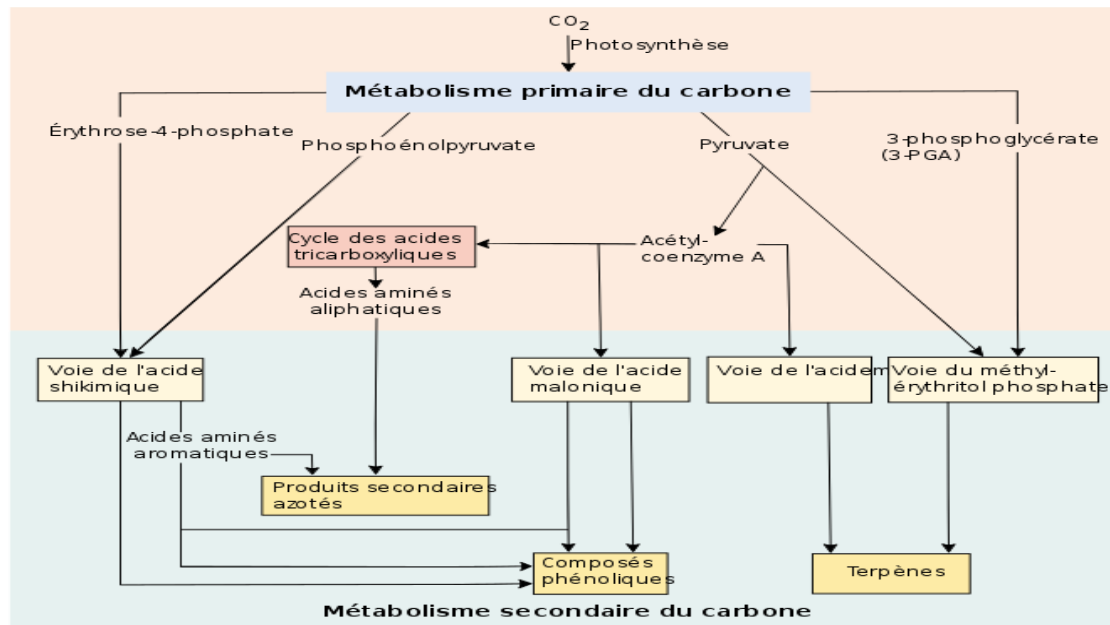 CO2
Photosynthèse
Métabolisme primaire du carbone
Érythrose-4-phosphate
Phosphoénolpyruvate
Pyruvate
3-phosphoglycérate
(3-PGA)
Cycle des acides
tricarboxyliques
Acétyl-
coenzyme A
Acides aminés
aliphatiques
Voie de l'acide
shikimique
Voie de l'acide
malonique
Voie de l'acidem
Voie du méthyl-
érythritol phosphate
Acides aminés
aromatiques
Produits secondaires
azotés
Composés
phénoliques
Terpènes
Métabolisme secondaire du carbone